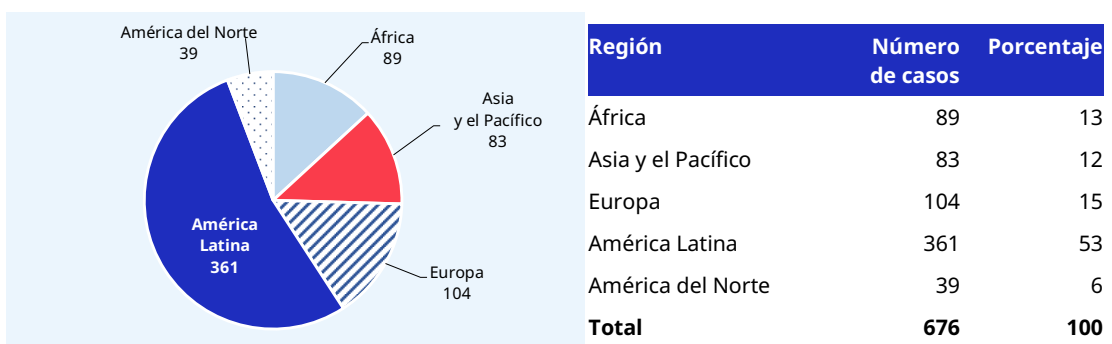 América del Norte
39
África
89
Asia
y el Pacífico
83
América
Latina
361
Europa
104
Región Número de casos Porcentaje
África 89 13
Asia y el Pacífico 83 12
Europa 104 15
América Latina 361 53
América del Norte 39 6
Total 676 100